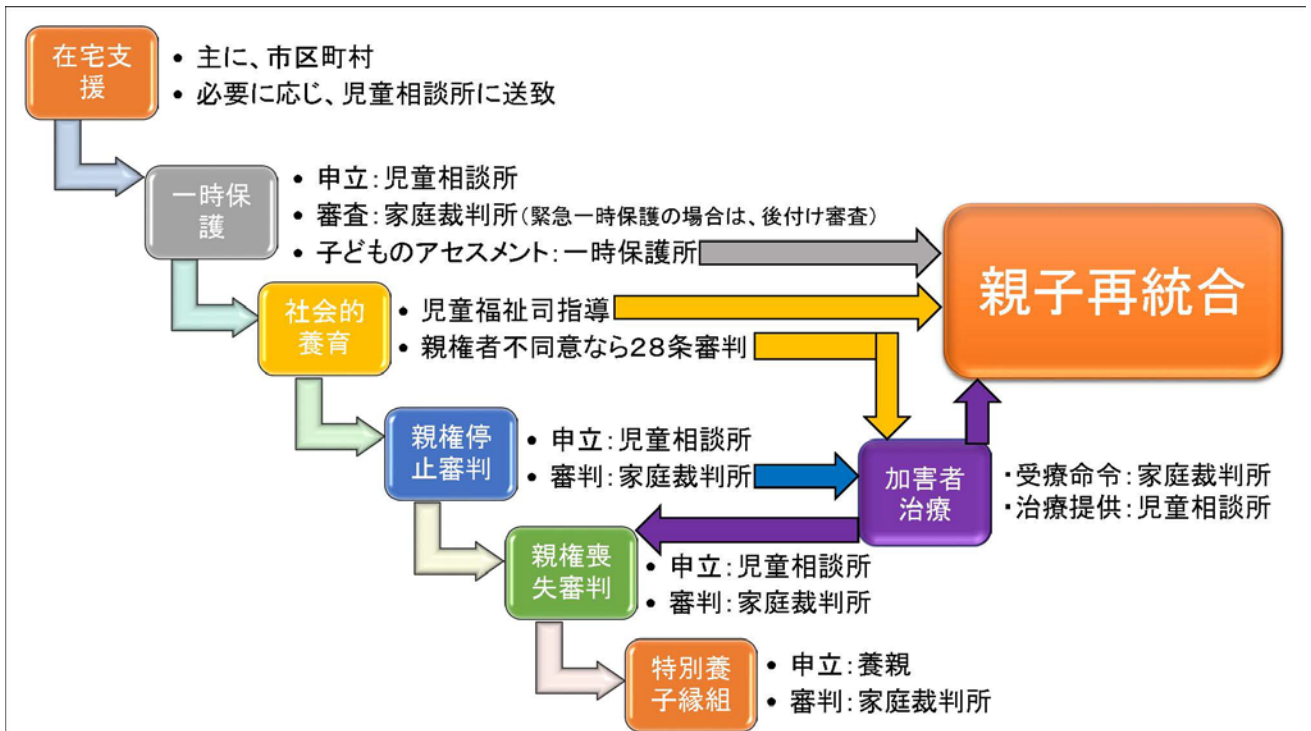 在宅支
援
• 主に、市区町村
• 必要に応じ、児童相談所に送致
一時保
護
• 申立：児童相談所
• 審査：家庭裁判所（緊急一時保護の場合は、後付け審査）
• 子どものアセスメント：一時保護所
親子再統合
社会的
養育
• 児童福祉司指導
• 親権者不同意なら２８条審判
親権停
止審判
• 申立：児童相談所
• 審判：家庭裁判所
加害者
治療
・受療命令：家庭裁判所
・治療提供：児童相談所
親権喪
失審判
• 申立：児童相談所
• 審判：家庭裁判所
特別養
子縁組
• 申立：養親
• 審判：家庭裁判所